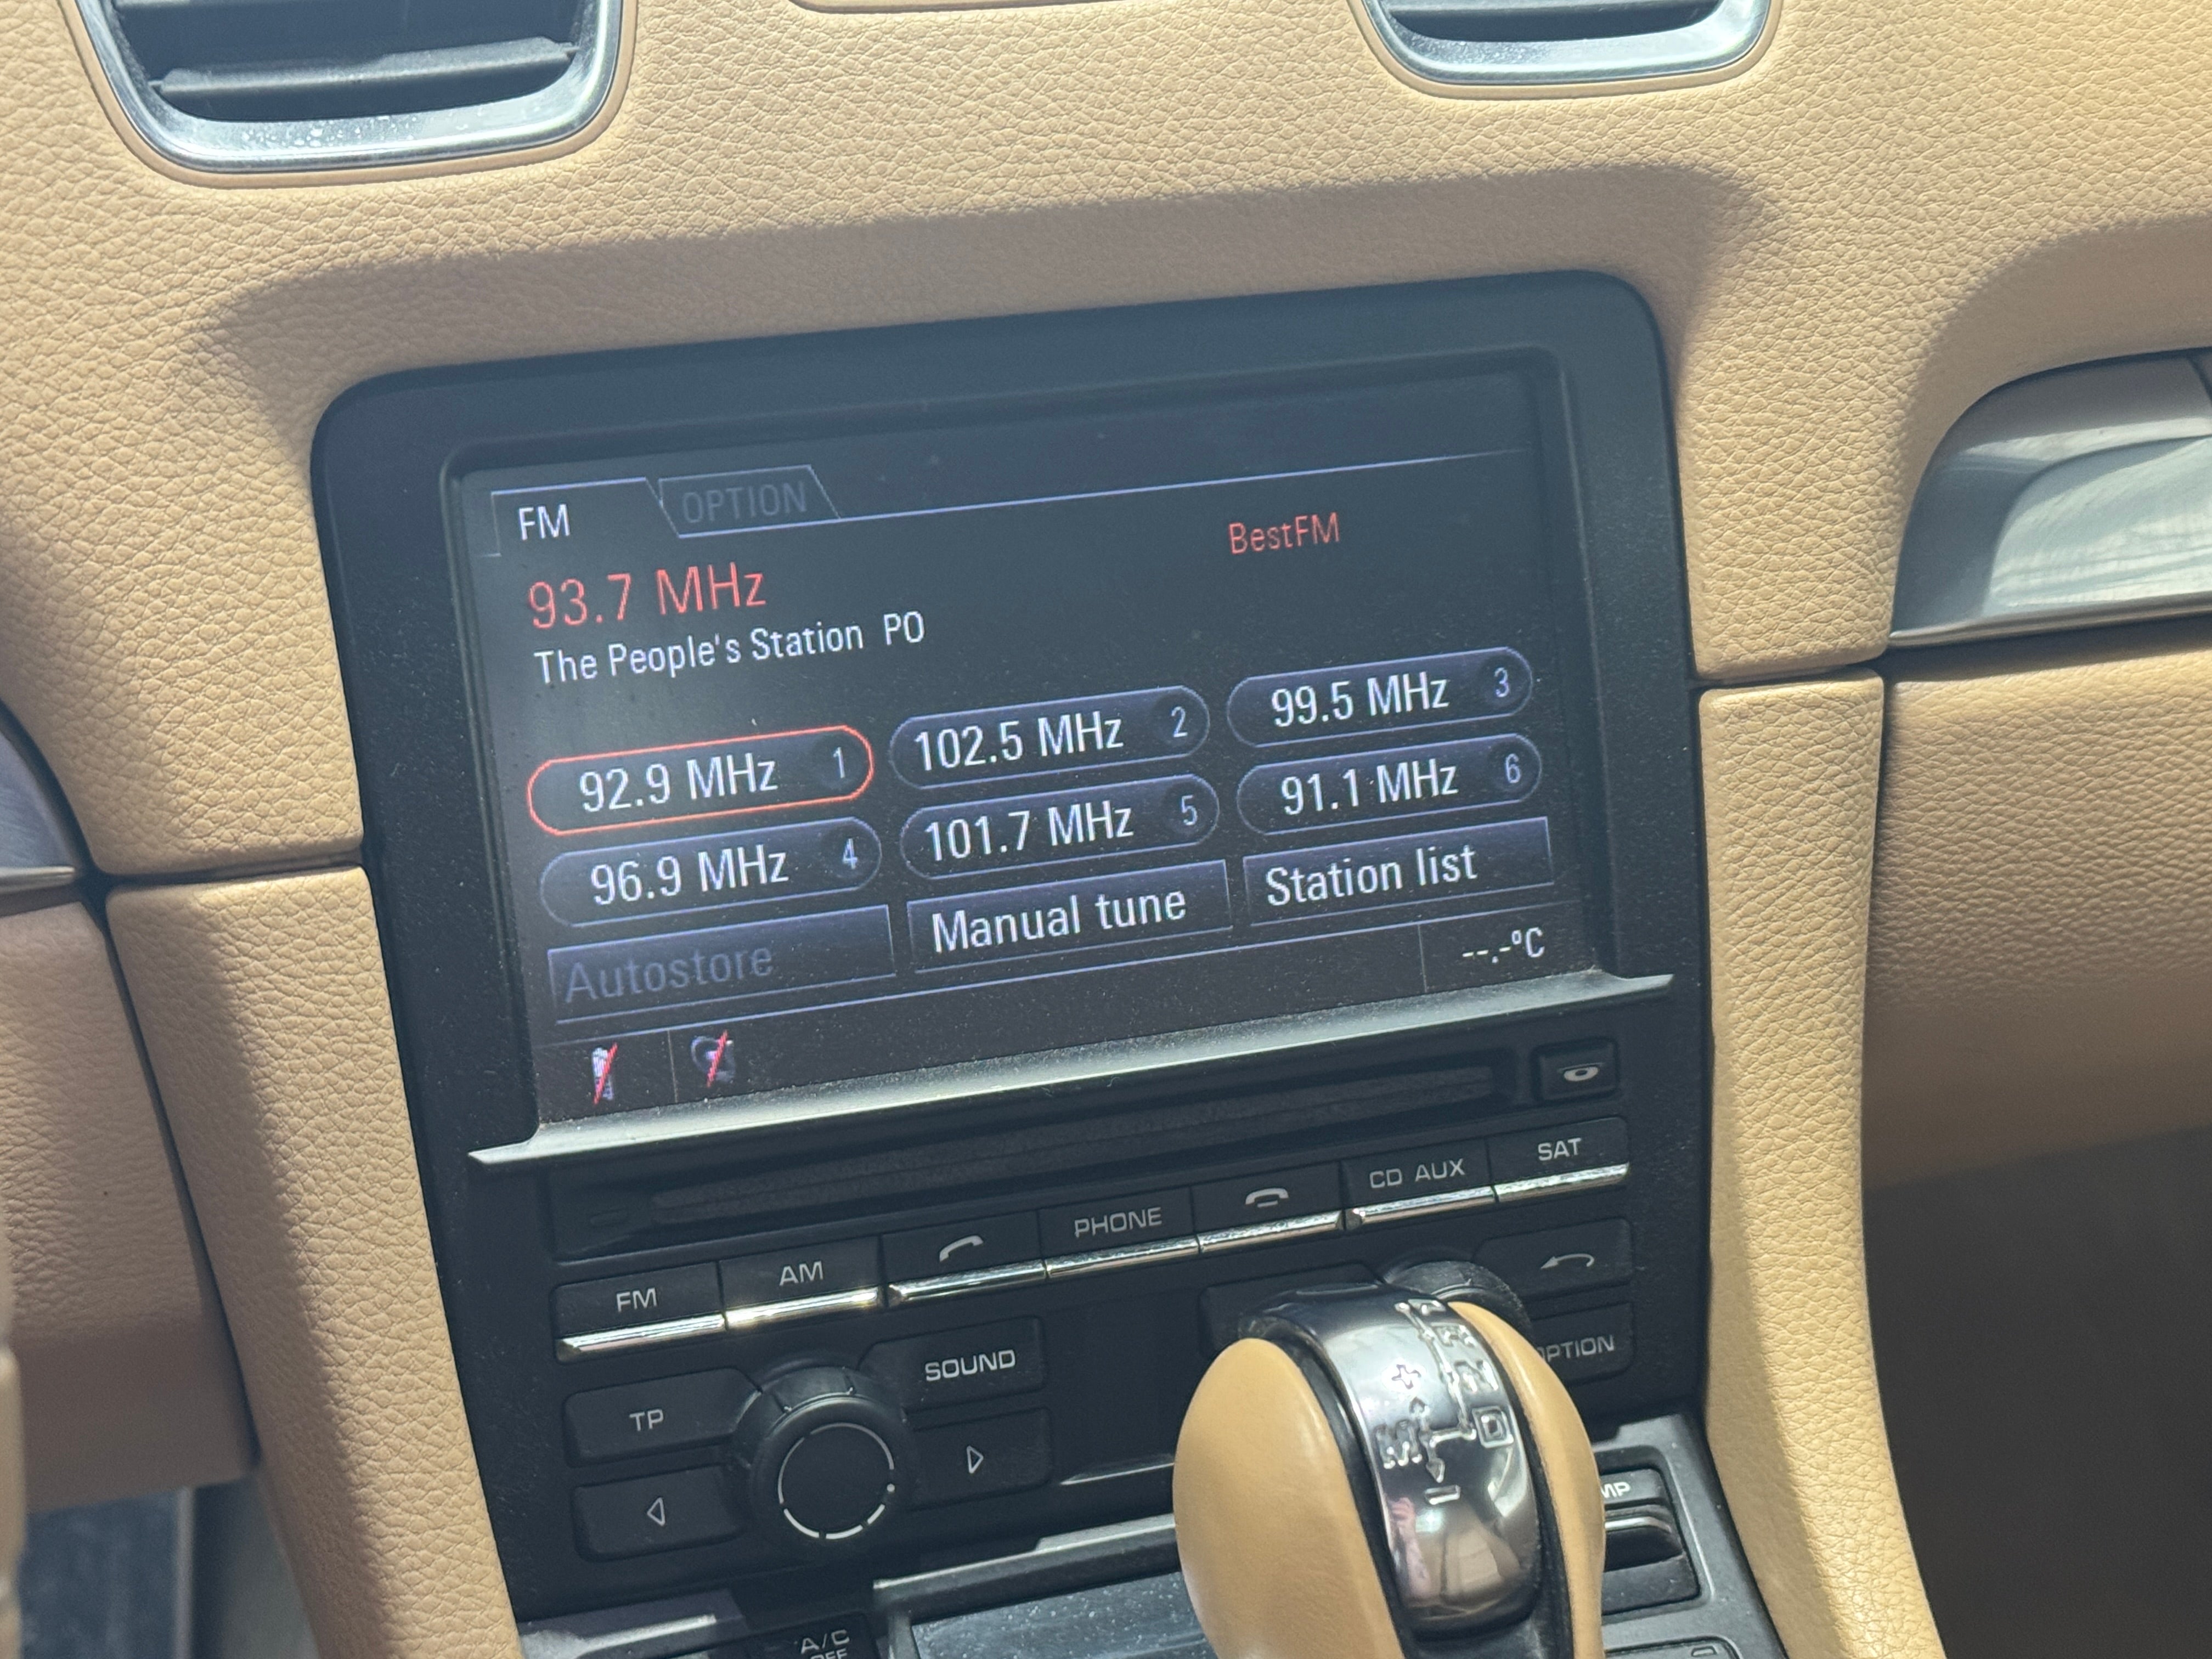 FM OPTION
BestFM
93.7 MHz
The People's Station PO
92.9 MHz 1 102.5 MHz 2 99.5 MHz 3
96.9 MHz 4 101.7 MHz 5 91.1 MHz 6
Autostore Manual tune Station list
--.-°C
FM AM PHONE CD AUX SAT
TP SOUND OPTION
+
M D
-
A/C
OFF